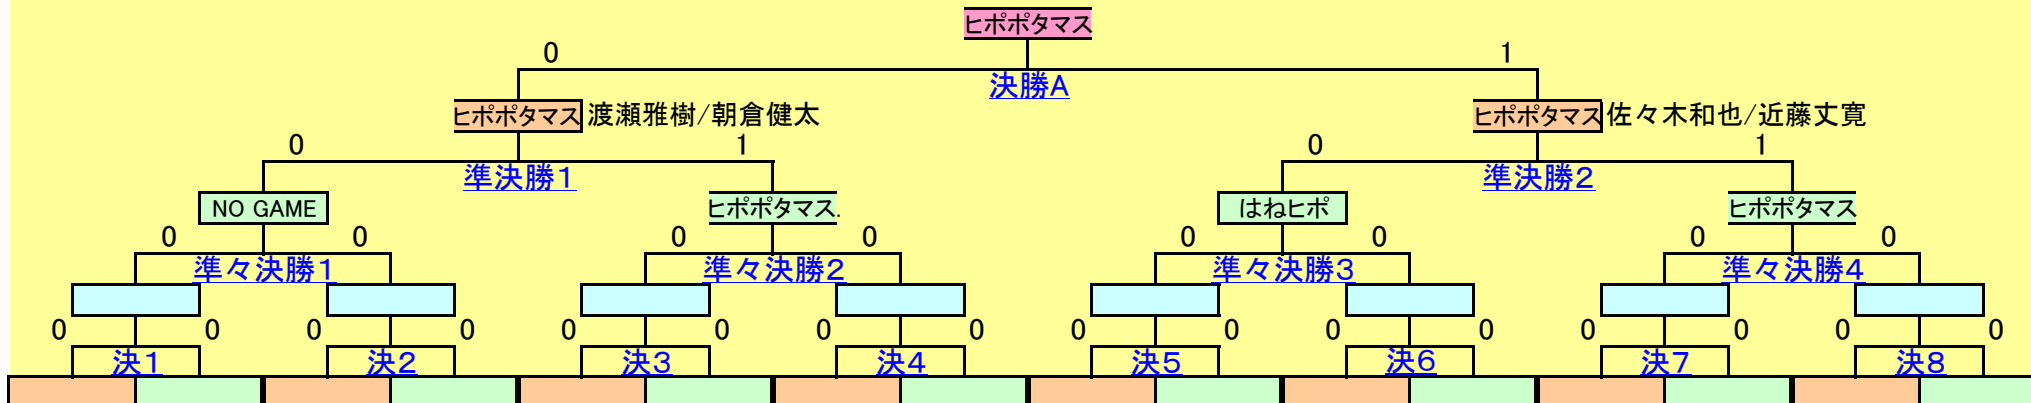 ヒポポタマス
0 1
決勝A
ヒポポタマス 渡瀬雅樹/朝倉健太 ヒポポタマス 佐々木和也/近藤丈寛
0 1 0 1
準決勝1 準決勝2
NO GAME ヒポポタマス. はねヒポ ヒポポタマス
0 0 0 0 0 0 0 0
準々決勝1 準々決勝2 準々決勝3 準々決勝4
0 0 0 0 0 0 0 0 0 0 0 0 0 0 0 0
決1 決2 決3 決4 決5 決6 決7 決8